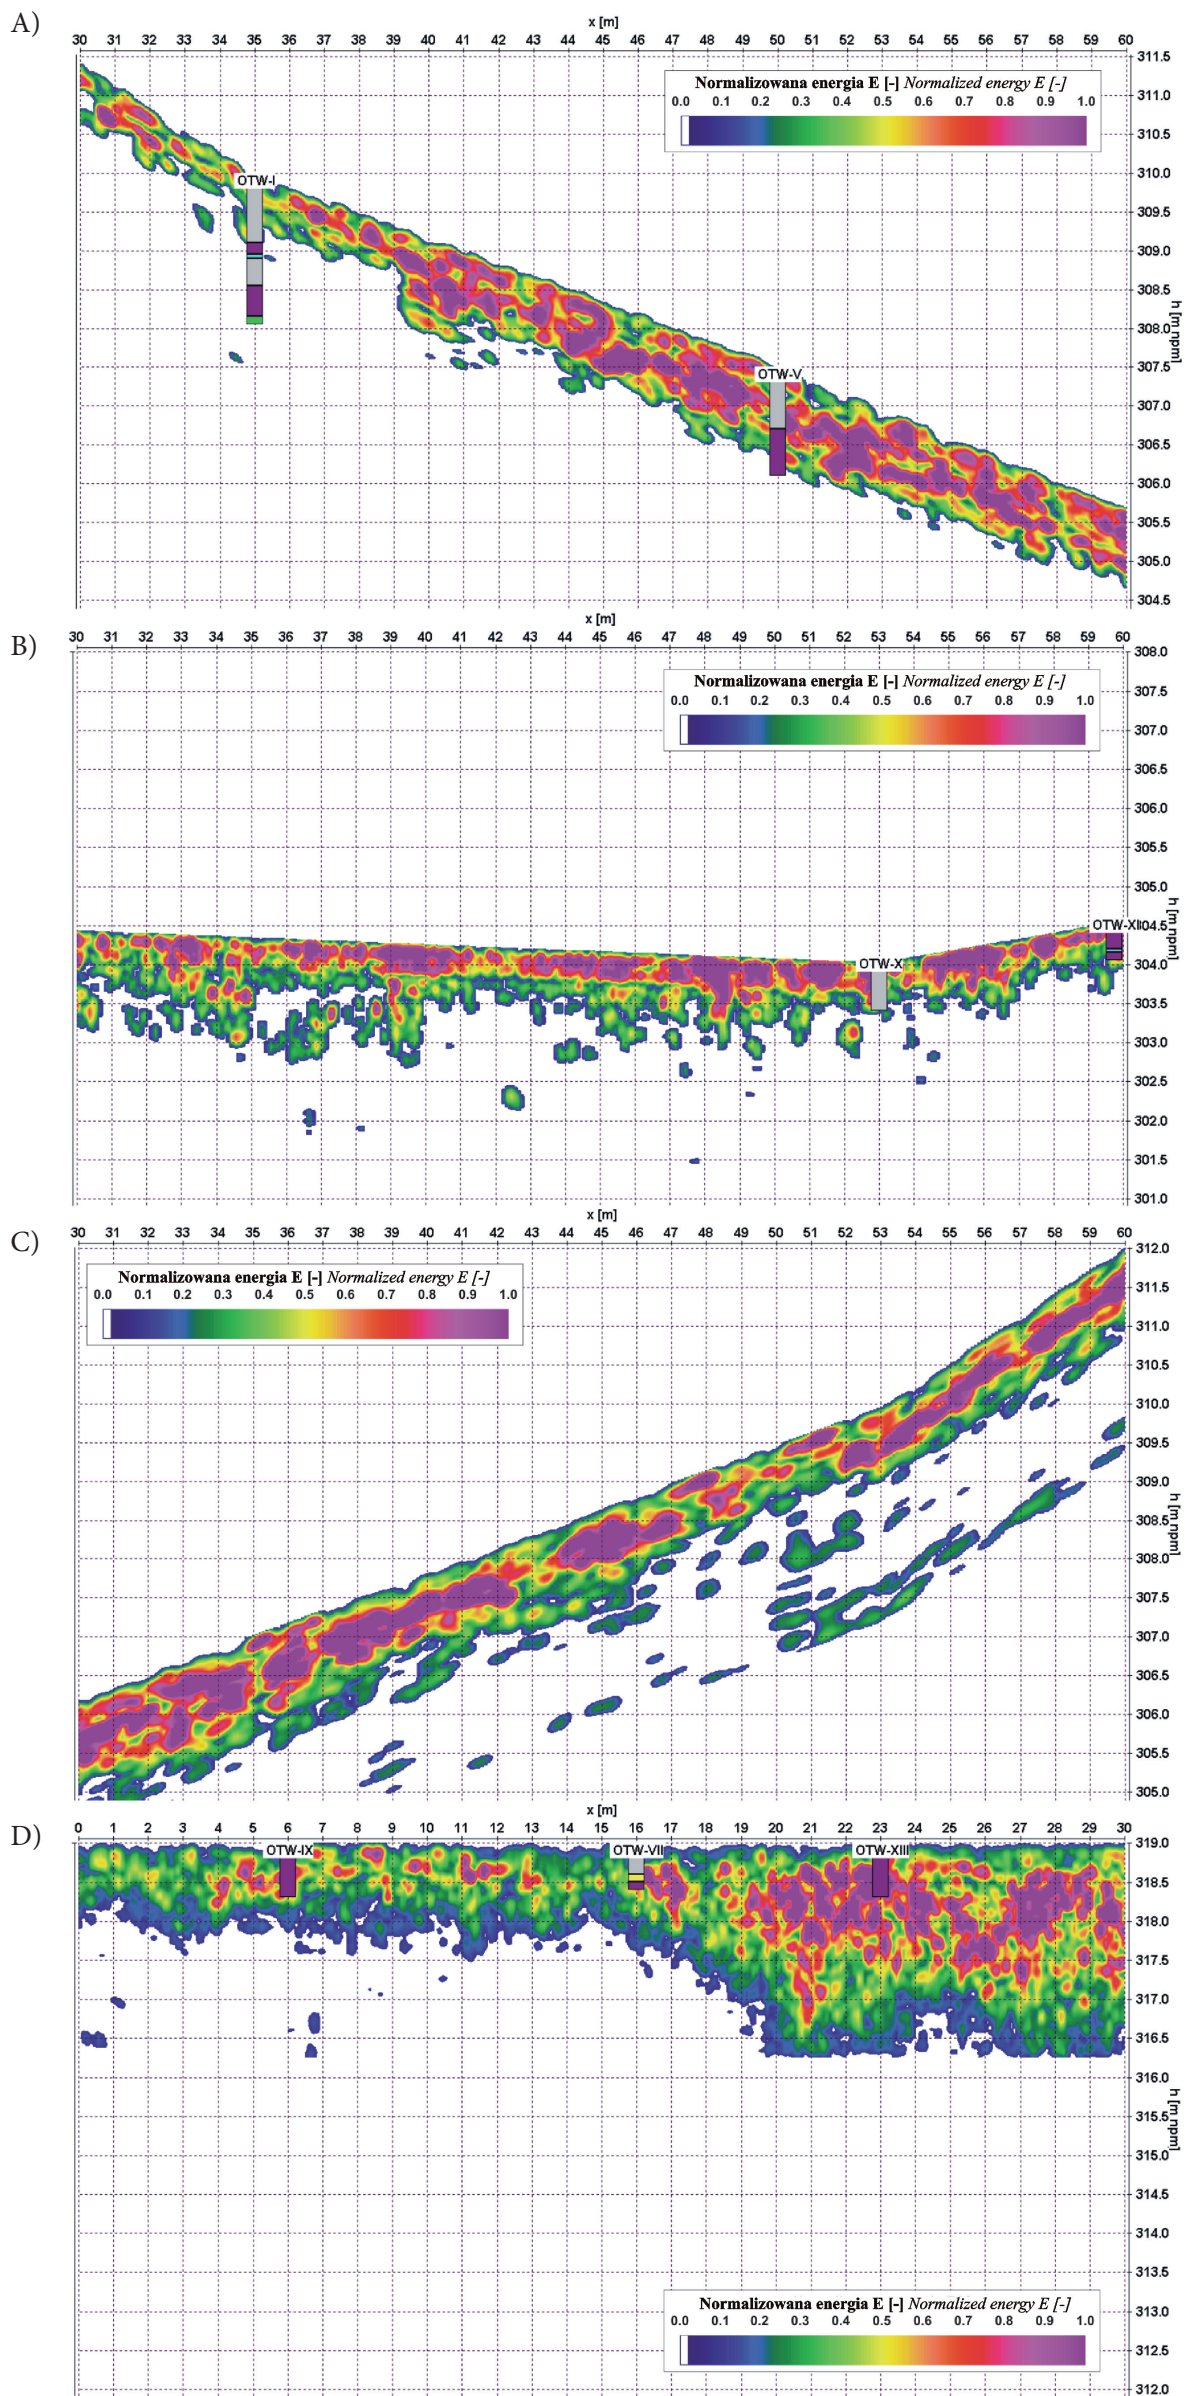 A)
x [m]
30 31 32 33 34 35 36 37 38 39 40 41 42 43 44 45 46 47 48 49 50 51 52 53 54 55 56 57 58 59 60
311.5
Normalizowana energia E [-] Normalized energy E [-]
0.0 0.1 0.2 0.3 0.4 0.5 0.6 0.7 0.8 0.9 1.0
311.0
310.5
310.0
OTW-I
309.5
309.0
308.5
h [m npm]
308.0
307.5
OTW-V
307.0
306.5
306.0
305.5
305.0
304.5
B)
x [m]
30 31 32 33 34 35 36 37 38 39 40 41 42 43 44 45 46 47 48 49 50 51 52 53 54 55 56 57 58 59 60
308.0
Normalizowana energia E [-] Normalized energy E [-]
0.0 0.1 0.2 0.3 0.4 0.5 0.6 0.7 0.8 0.9 1.0
307.5
307.0
306.5
306.0
305.5
305.0
h [m npm]
OTW-XI 04.5
OTW-X
304.0
303.5
303.0
302.5
302.0
301.5
301.0
C)
x [m]
30 31 32 33 34 35 36 37 38 39 40 41 42 43 44 45 46 47 48 49 50 51 52 53 54 55 56 57 58 59 60
312.0
Normalizowana energia E [-] Normalized energy E [-]
0.0 0.1 0.2 0.3 0.4 0.5 0.6 0.7 0.8 0.9 1.0
311.5
311.0
310.5
310.0
309.5
309.0
h [m npm]
308.5
308.0
307.5
307.0
306.5
306.0
305.5
305.0
D)
x [m]
0 1 2 3 4 5 6 7 8 9 10 11 12 13 14 15 16 17 18 19 20 21 22 23 24 25 26 27 28 29 30
319.0
OTW-IX OTW-VII OTW-XIII
318.5
318.0
317.5
317.0
316.5
316.0
h [m npm]
315.5
315.0
314.5
314.0
313.5
Normalizowana energia E [-] Normalized energy E [-]
0.0 0.1 0.2 0.3 0.4 0.5 0.6 0.7 0.8 0.9 1.0
313.0
312.5
312.0